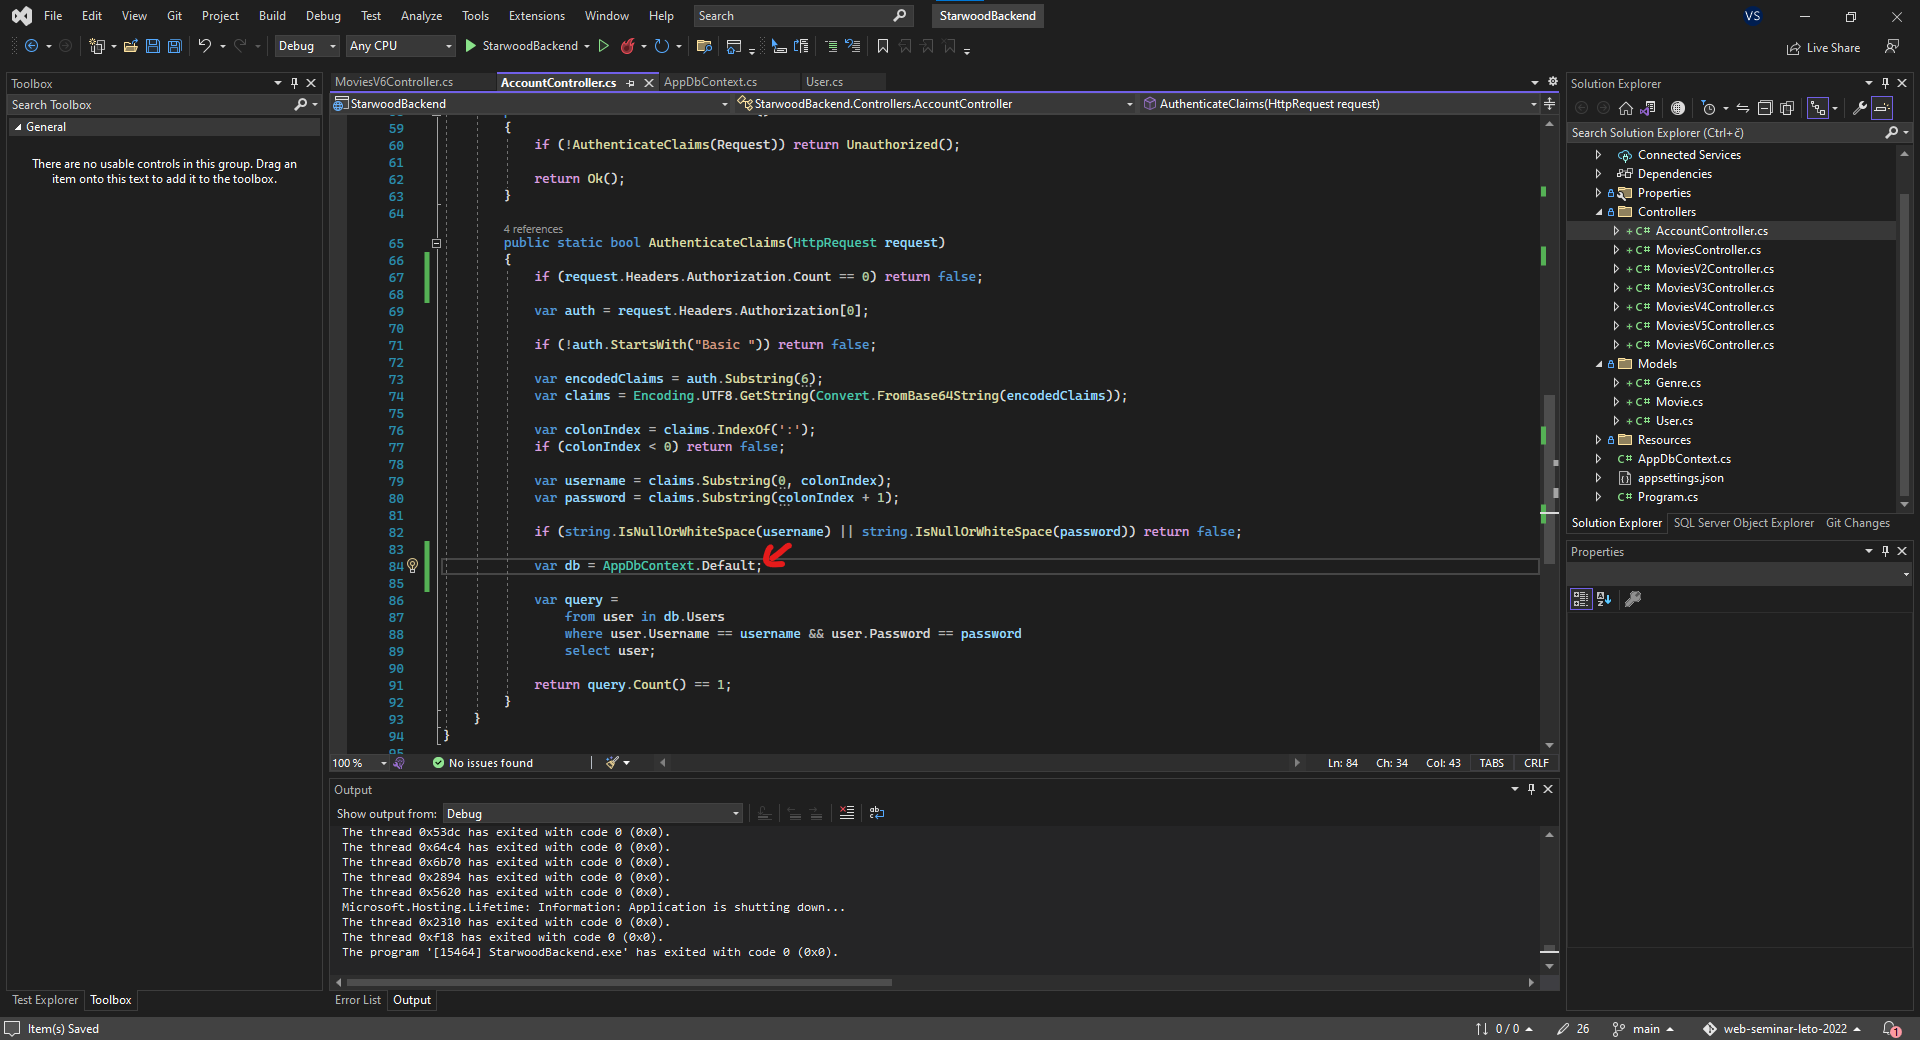 File Edit View Git Project Build Debug Test Analyze Tools Extensions Window Help Search StarwoodBackend VS
Debug Any CPU StarwoodBackend Live Share
Toolbox
Search Toolbox
General
There are no usable controls in this group. Drag an
item onto this text to add it to the toolbox.
Test Explorer Toolbox
MoviesV6Controller.cs AccountController.cs AppDbContext.cs User.cs
StarwoodBackend StarwoodBackend.Controllers.AccountController AuthenticateClaims(HttpRequest request)
59 {
60 if (!AuthenticateClaims(Request)) return Unauthorized();
61
62 return Ok();
63 }
64
4 references
65 public static bool AuthenticateClaims(HttpRequest request)
66 {
67 if (request.Headers.Authorization.Count == 0) return false;
68
69 var auth = request.Headers.Authorization[0];
70
71 if (!auth.StartsWith("Basic ")) return false;
72
73 var encodedClaims = auth.Substring(6);
74 var claims = Encoding.UTF8.GetString(Convert.FromBase64String(encodedClaims));
75
76 var colonIndex = claims.IndexOf(':');
77 if (colonIndex < 0) return false;
78
79 var username = claims.Substring(0, colonIndex);
80 var password = claims.Substring(colonIndex + 1);
81
82 if (string.IsNullOrWhiteSpace(username) || string.IsNullOrWhiteSpace(password)) return false;
83
84 var db = AppDbContext.Default;
85
86 var query =
87 from user in db.Users
88 where user.Username == username && user.Password == password
89 select user;
90
91 return query.Count() == 1;
92 }
93 }
94 }
95
100 % No issues found Ln: 84 Ch: 34 Col: 43 TABS CRLF
Output
Show output from: Debug
The thread 0x53dc has exited with code 0 (0x0).
The thread 0x64c4 has exited with code 0 (0x0).
The thread 0x6b70 has exited with code 0 (0x0).
The thread 0x2894 has exited with code 0 (0x0).
The thread 0x5620 has exited with code 0 (0x0).
Microsoft.Hosting.Lifetime: Information: Application is shutting down...
The thread 0x2310 has exited with code 0 (0x0).
The thread 0xf18 has exited with code 0 (0x0).
The program '[15464] StarwoodBackend.exe' has exited with code 0 (0x0).
Error List Output
Solution Explorer
Search Solution Explorer (Ctrl+č)
Connected Services
Dependencies
Properties
Controllers
C# AccountController.cs
C# MoviesController.cs
C# MoviesV2Controller.cs
C# MoviesV3Controller.cs
C# MoviesV4Controller.cs
C# MoviesV5Controller.cs
C# MoviesV6Controller.cs
Models
C# Genre.cs
C# Movie.cs
C# User.cs
Resources
C# AppDbContext.cs
appsettings.json
C# Program.cs
Solution Explorer SQL Server Object Explorer Git Changes
Properties
Item(s) Saved 0 / 0 26 main web-seminar-leto-2022 1